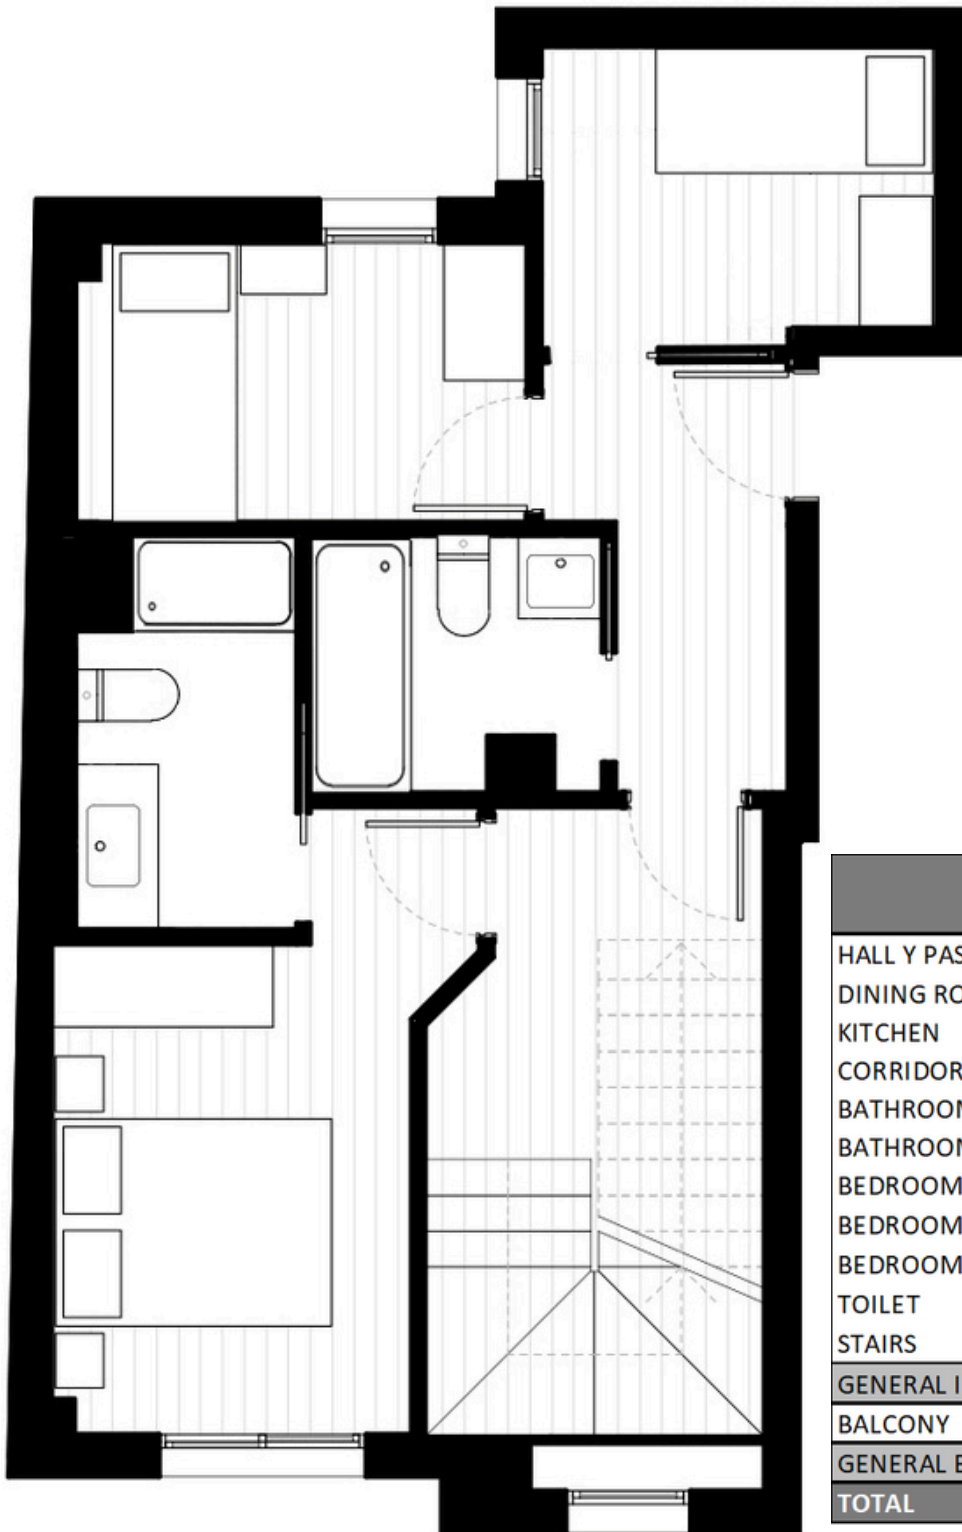 HALL Y PAS
DINING RO
KITCHEN
CORRIDOR
BATHROOM
BATHROOM
BEDROOM
BEDROOM
BEDROOM
TOILET
STAIRS
GENERAL I
BALCONY
GENERAL E
TOTAL